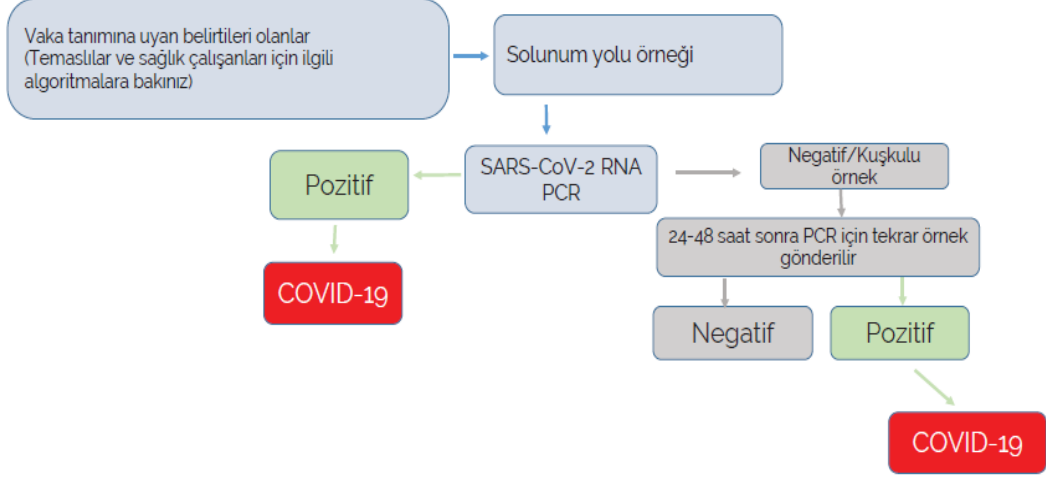 Vaka tanımına uyan belirtileri olanlar
(Temaslılar ve sağlık çalışanları için ilgili
algoritmalara bakınız)
Solunum yolu örneği
SARS-CoV-2 RNA
PCR
Pozitif
COVID-19
Negatif/Kuşkulu
örnek
24-48 saat sonra PCR için tekrar örnek
gönderilir
Negatif
Pozitif
COVID-19